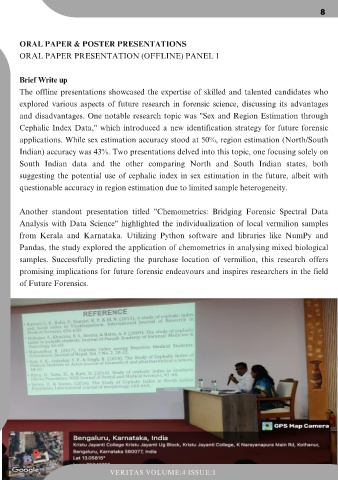 8
ORAL PAPER & POSTER PRESENTATIONS
ORAL PAPER PRESENTATION (OFFLINE) PANEL 1
Brief Write up
The offline presentations showcased the expertise of skilled and talented candidates who
explored various aspects of future research in forensic science, discussing its advantages
and disadvantages. One notable research topic was "Sex and Region Estimation through
Cephalic Index Data," which introduced a new identification strategy for future forensic
applications. While sex estimation accuracy stood at 50%, region estimation (North/South
Indian) accuracy was 43%. Two presentations delved into this topic, one focusing solely on
South Indian data and the other comparing North and South Indian states, both
suggesting the potential use of cephalic index in sex estimation in the future, albeit with
questionable accuracy in region estimation due to limited sample heterogeneity.
Another standout presentation titled "Chemometrics: Bridging Forensic Spectral Data
Analysis with Data Science" highlighted the individualization of local vermilion samples
from Kerala and Karnataka. Utilizing Python software and libraries like NumPy and
Pandas, the study explored the application of chemometrics in analysing mixed biological
samples. Successfully predicting the purchase location of vermilion, this research offers
promising implications for future forensic endeavours and inspires researchers in the field
of Future Forensics.
REFERENCE
GPS Map Camera
Bengaluru, Karnataka, India
Kristu Jayanti College Kristu Jayanti Ug Block, Kristu Jayanti College, K Narayanapura Main Rd, Kothanur,
Bengaluru, Karnataka 560077, India
Lat 13.05815°
Google
VERITAS VOLUME:4 ISSUE:1